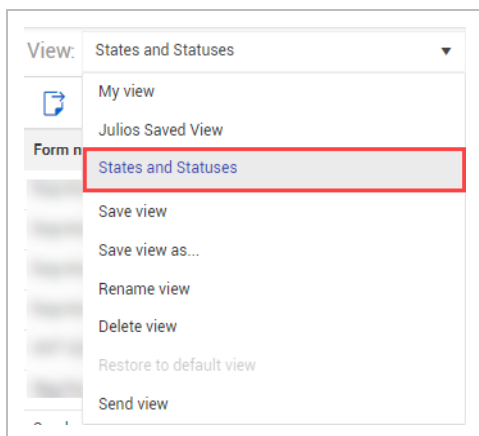 View: States and Statuses
My view
Julios Saved View
Form n
States and Statuses
Save view
Save view as...
Rename view
Delete view
Restore to default view
Send view